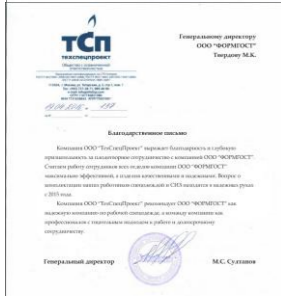 тсп
техспецпроект
Генеральному директору
ООО "ФОРМГОСТ"
Твердову М.К.
Благодарственное письмо
Компания ООО "ТехСпецПроект" выражает благодарность и глубокую
признательность за плодотворное сотрудничество с компанией ООО "ФОРМГОСТ".
Считаем работу сотрудников всех отделов компании ООО "ФОРМГОСТ"
максимально эффективной, а изделия качественными и надежными. Вопрос о
комплектации наших работников спецодеждой и СИЗ находится в надежных руках
с 2015 года.
Компания ООО "ТехСпецПроект" рекомендует ООО "ФОРМГОСТ" как
надежную компанию по рабочей спецодежде, а команду компании как
профессионалов с тщательным подходом к работе и долгосрочному
сотрудничеству.
Генеральный директор
М.С. Султанов